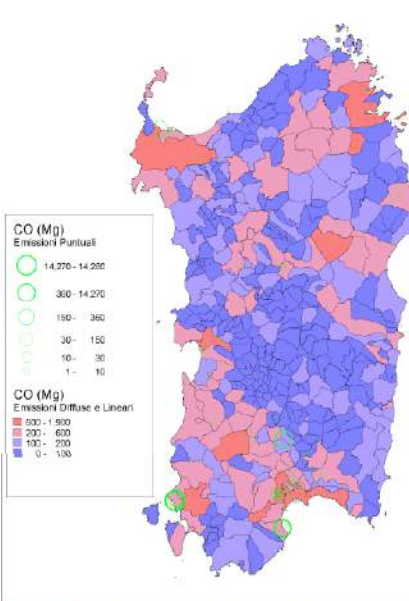 CO (Mg)
Emissioni Puntuali
14,270 - 14,280
360 - 14,270
150 - 360
30 - 150
10 - 30
1 - 10
CO (Mg)
Emissioni Diffuse e Lineari
600 - 1,900
200 - 600
100 - 200
0 - 100